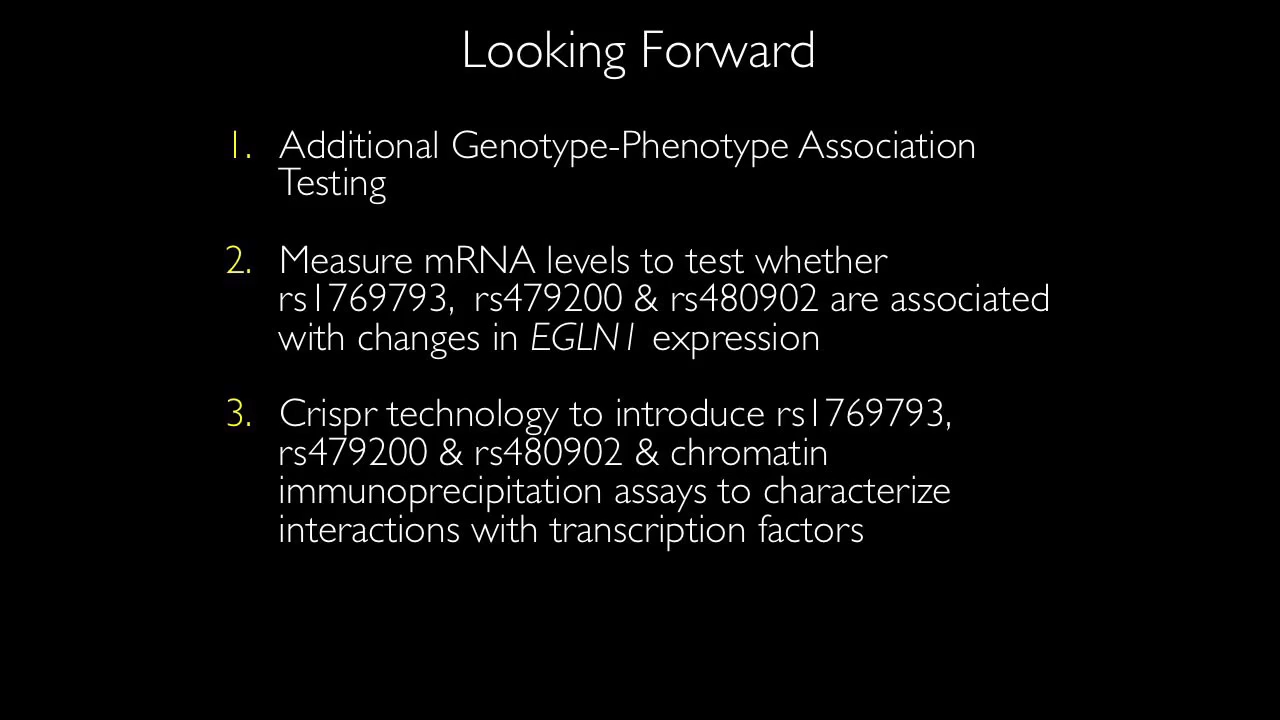 Looking Forward
1. Additional Genotype-Phenotype Association
Testing
2. Measure mRNA levels to test whether
rs1769793, rs479200 & rs480902 are associated
with changes in EGLN1 expression
3. Crispr technology to introduce rs1769793,
rs479200 & rs480902 & chromatin
immunoprecipitation assays to characterize
interactions with transcription factors